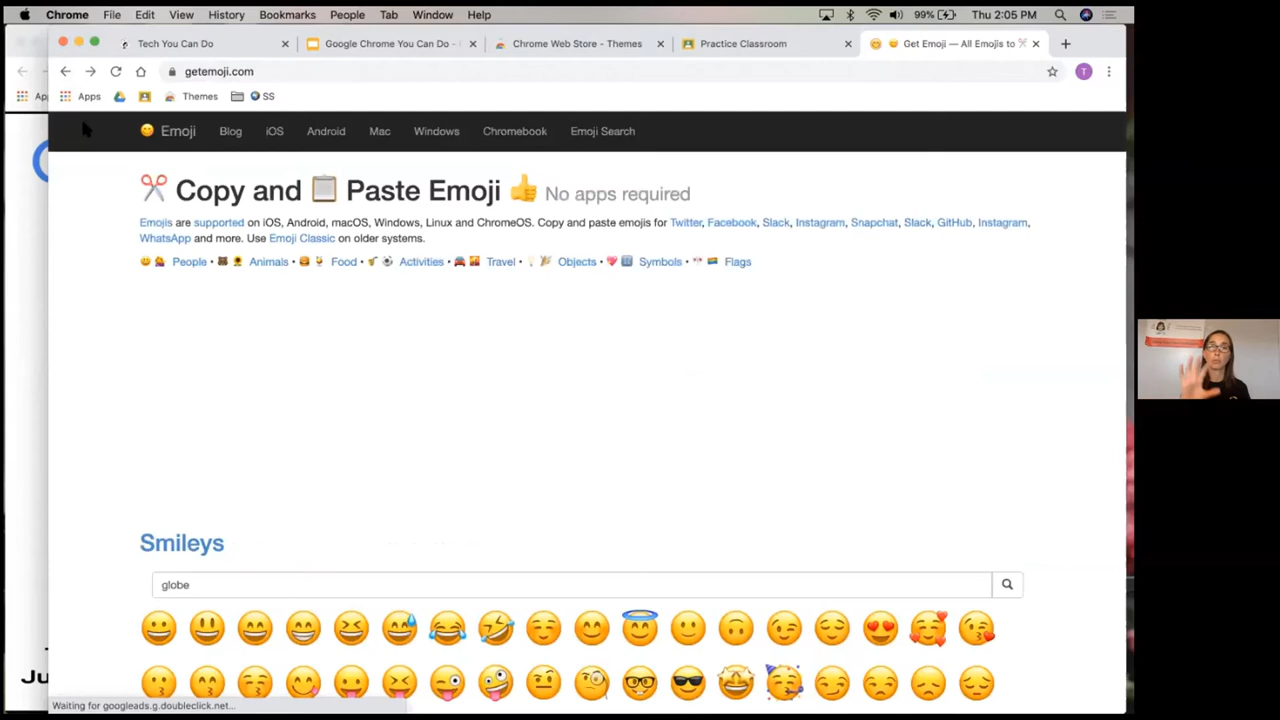 Chrome File Edit View History Bookmarks People Tab Window Help 99% Thu 2:05 PM
Tech You Can Do Google Chrome You Can Do - Chrome Web Store - Themes Practice Classroom Get Emoji — All Emojis to
getemoji.com T
Ap Apps Themes SS
Emoji Blog iOS Android Mac Windows Chromebook Emoji Search
Copy and Paste Emoji No apps required
Emojis are supported on iOS, Android, macOS, Windows, Linux and ChromeOS. Copy and paste emojis for Twitter, Facebook, Slack, Instagram, Snapchat, Slack, GitHub, Instagram,
WhatsApp and more. Use Emoji Classic on older systems.
People • Animals • Food • Activities • Travel • Objects • Symbols • Flags
Smileys
globe
Ju
Waiting for googleads.g.doubleclick.net...